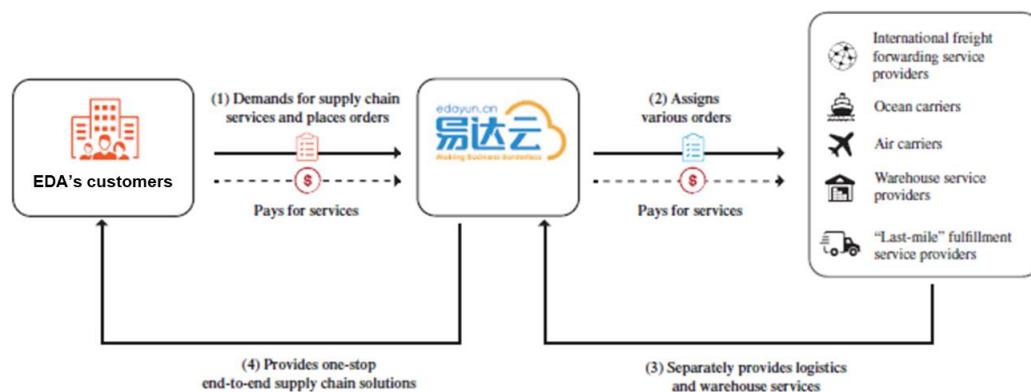 EDA's customers
(1) Demands for supply chain
services and places orders
$
Pays for services
edayun.cn
易达云
Making Business Borderless
(2) Assigns
various orders
$
Pays for services
International freight
forwarding service
providers
Ocean carriers
Air carriers
Warehouse service
providers
“Last-mile” fulfillment
service providers
(4) Provides one-stop
end-to-end supply chain solutions
(3) Separately provides logistics
and warehouse services